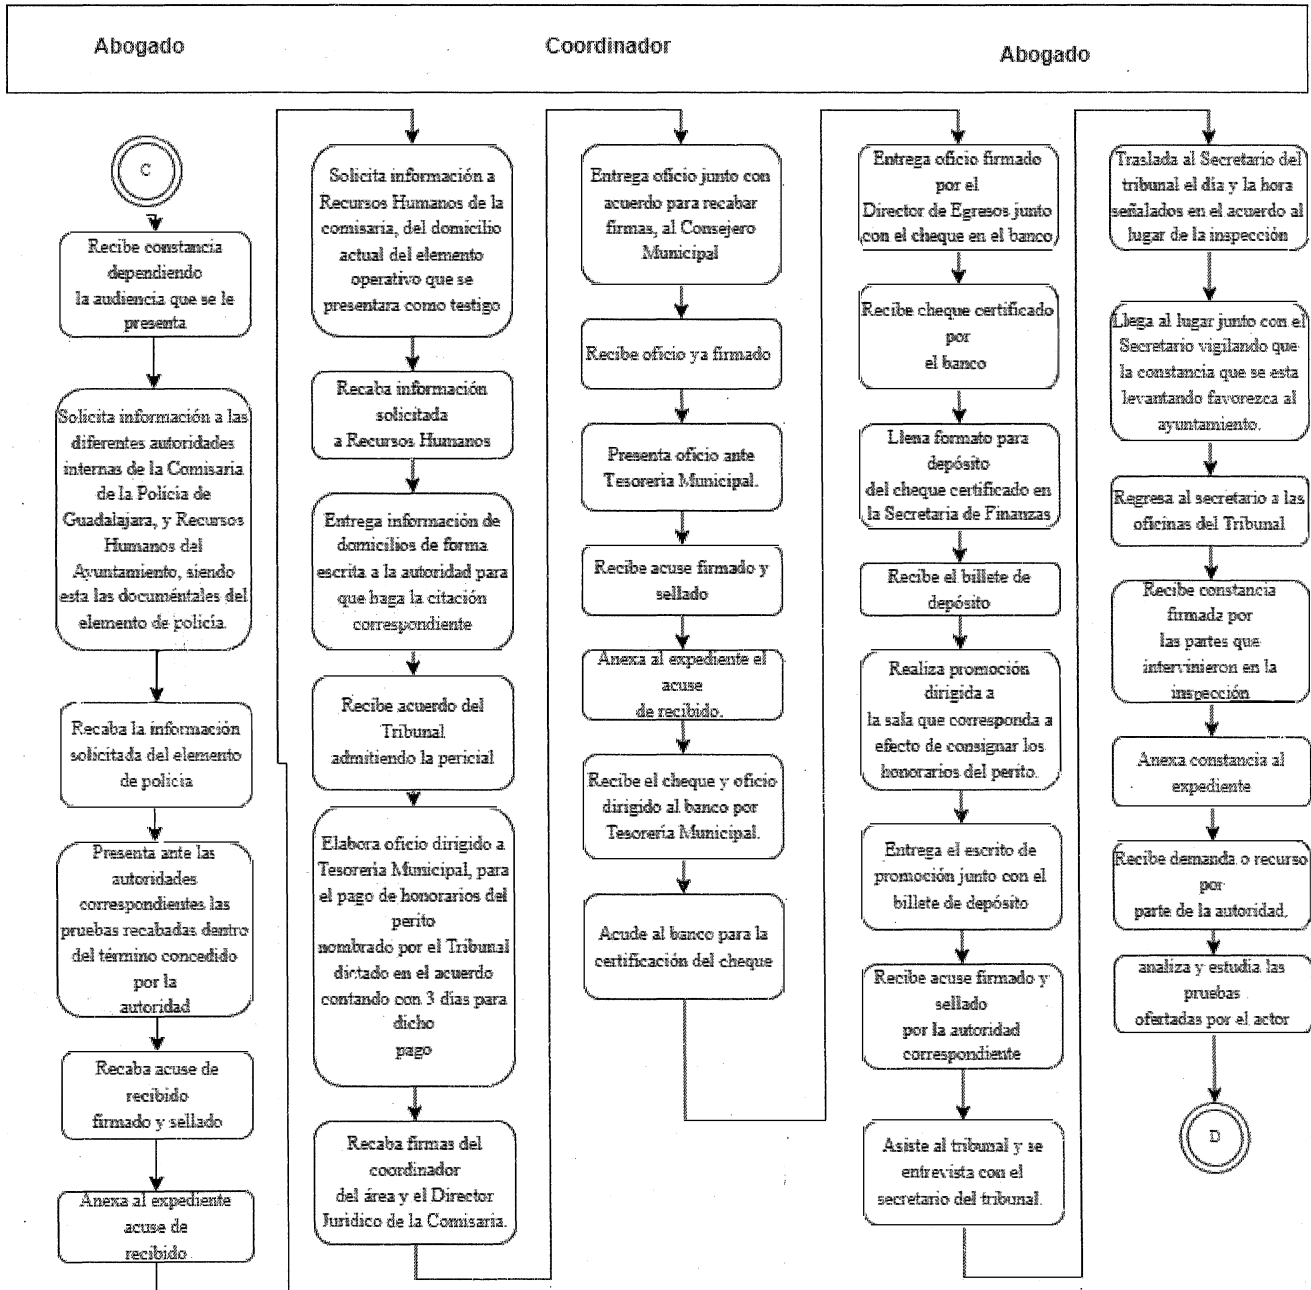 Abogado
Coordinador
Abogado
C
Recibe constancia
dependiendo
la audiencia que se le
presenta
Solicita información a las
diferentes autoridades
internas de la Comisaria
de la Policia de
Guadalajara, y Recursos
Humanos del
Ayuntamiento, siendo
esta las documéntales del
elemento de policía.
Recaba la información
solicitada del elemento
de policia
Presenta ante las
autoridades
correspondientes las
pruebas recabadas dentro
del término concedido
por la
autoridad
Recaba acuse de
recibido
firmado y sellado
Anexa al expediente
acuse de
recibido
Solicita información a
Recursos Humanos de la
comisaria, del domicilio
actual del elemento
operativo que se
presentara como testigo
Recaba información
solicitada
a Recursos Humanos
Entrega información de
domicilios de forma
escrita a la autoridad para
que haga la citación
correspondiente
Recibe acuerdo del
Tribunal
admitiendo la pericial
Elabora oficio dirigido a
Tesorería Municipal, para
el pago de honorarios del
perito
nombrado por el Tribunal
dictado en el acuerdo
contando con 3 días para
dicho
pago
Recaba firmas del
coordinador
del área y el Director
Juridico de la Comisaria.
Entrega oficio junto con
acuerdo para recabar
firmas, al Consejero
Municipal
Recibe oficio ya firmado
Presenta oficio ante
Tesoreria Municipal.
Recibe acuse firmado y
sellado
Anexa al expediente el
acuse
de recibido.
Recibe el cheque y oficio
dirigido al banco por
Tesorería Municipal.
Acude al banco para la
certificación del cheque
Entrega oficio firmado
por el
Director de Egresos junto
con el cheque en el banco
Recibe cheque certificado
por
el banco
Llena formato para
depósito
del cheque certificado en
la Secretaria de Finanzas
Recibe el billete de
depósito
Realiza promoción
dirigida a
la sala que corresponda a
efecto de consignar los
honorarios del perito.
Entrega el escrito de
promoción junto con el
billete de depósito
Recibe acuse firmado y
sellado
por la autoridad
correspondiente
Asiste al tribunal y se
entrevista con el
secretario del tribunal.
Traslada al Secretario del
tribunal el día y la hora
señalados en el acuerdo al
lugar de la inspección
Llega al lugar junto con el
Secretario vigilando que
la constancia que se esta
levantando favorezca al
ayuntamiento.
Regresa al secretario a las
oficinas del Tribunal
Recibe constancia
firmada por
las partes que
intervinieron en la
inspección
Anexa constancia al
expediente
Recibe demanda o recurso
por
parte de la autoridad,
analiza y estudia las
pruebas
ofertadas por el actor
D